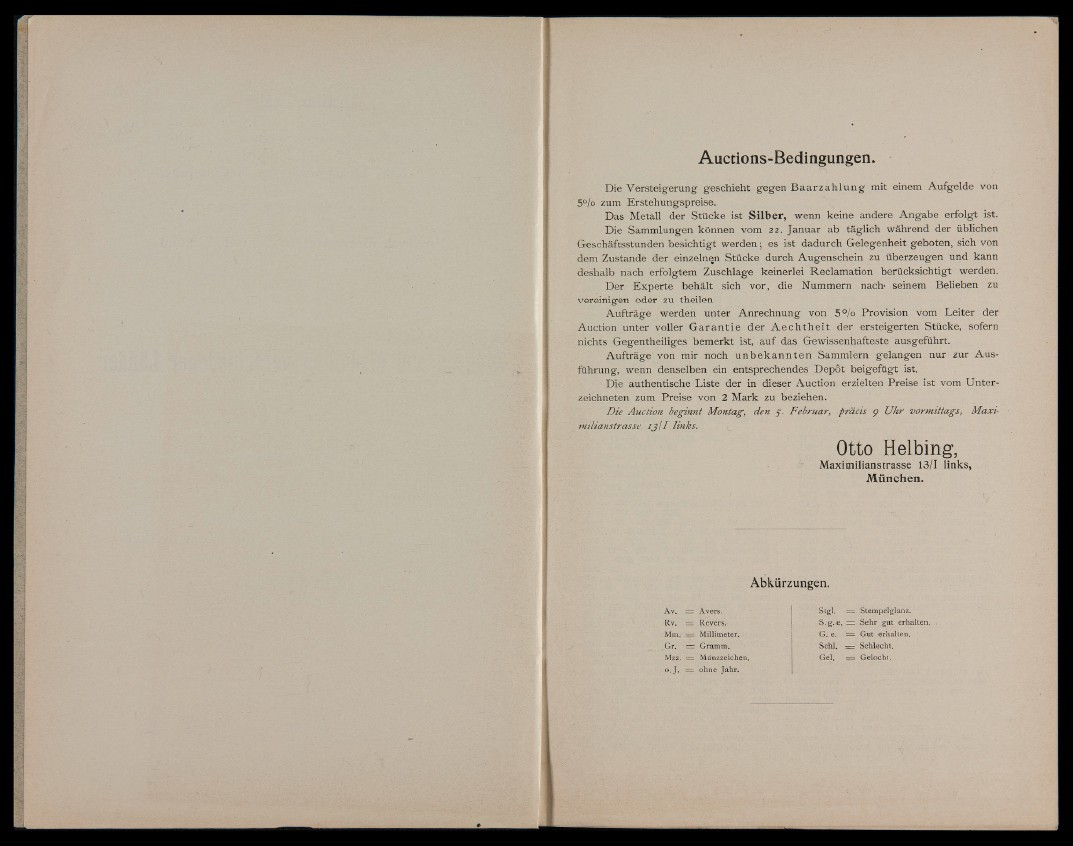 Auctions-Bedingungen.
Die Versteigerung geschieht gegen Baarzahlung mit einem Aufgelde von
5% zum Erstehungspreise.
Das Metall der Stücke ist Silber, wenn keine andere Angabe erfolgt ist.
Die Sammlungen können vom 22. Januar ab täglich während der üblichen
Geschäftsstunden besichtigt werden; es ist dadurch Gelegenheit geboten, sich von
dem Zustande der einzelnen Stücke durch Augenschein zu überzeugen und kann
deshalb nach erfolgtem Zuschlage keinerlei Reclamation berücksichtigt werden.
Der Experte behält sich vor, die Nummern nach seinem Belieben zu
vereinigen oder zu theilen
Aufträge werden unter Anrechnung von 5% Provision vom Leiter der
Auction unter voller Garantie der Aechtheit der ersteigerten Stücke, sofern
nichts Gegentheiliges bemerkt ist, auf das Gewissenhafteste ausgeführt.
Aufträge von mir noch unbekannten Sammlern gelangen nur zur Aus-
führung, wenn denselben ein entsprechendes Depôt beigefügt ist.
Die authentische Liste der in dieser Auction erzielten Preise ist vom Unter-
zeichneten zum Preise von 2 Mark zu beziehen.
Die Auction beginnt Montag, den 5. Februar, präcis 9 Uhr vormittags, Maxi-
milianstrasse 13/I links.
Otto Helbing,
Maximilianstrasse 13/I links,
München.
Abkürzungen.
Av. = Avers.
Rv. = Revers.
Mm. = Millimeter.
Gr. = Gramm.
Mzz. = Münzzeichen.
o. J. = ohne Jahr.
Stgl. = Stempelglanz.
S. g. e. = Sehr gut erhalten.
G. e. = Gut erhalten.
Schl. = Schlecht.
Gel. = Gelocht.